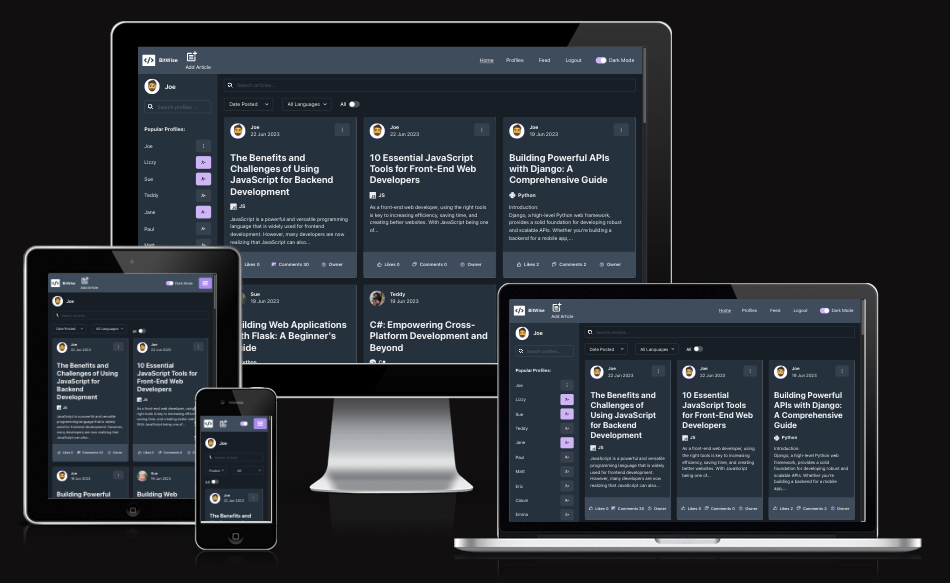 BitWise
Add Article
Home
Profiles
Feed
Logout
Dark Mode
Joe
Search profiles ...
Popular Profiles:
Joe
Lizzy
Sue
Teddy
Jane
Paul
Matt
Search articles ...
Date Posted
All Languages
All
Joe
22 Jun 2023
The Benefits and
Challenges of Using
JavaScript for Backend
Development
JS
JavaScript is a powerful and versatile programming
language that is widely used for frontend
development. However, many developers are now
realizing that JavaScript can also...
Likes 0
Comments 30
Owner
Joe
22 Jun 2023
10 Essential JavaScript
Tools for Front-End Web
Developers
JS
As a front-end web developer, using the right tools
is key to increasing efficiency, saving time, and
creating better websites. With JavaScript being one
of...
Likes 0
Comments 0
Owner
Joe
19 Jun 2023
Building Powerful APIs
with Django: A
Comprehensive Guide
Python
Introduction:
Django, a high-level Python web framework,
provides a solid foundation for developing robust
and scalable APIs. Whether you're building a
backend for a mobile app,...
Likes 2
Comments 2
Owner
Sue
19 Jun 2023
ilding Web Applications
th Flask: A Beginner's
ide
ython
Teddy
19 Jun 2023
C#: Empowering Cross-
Platform Development and
Beyond
C#
BitWise
Add Article
Dark Mode
Joe
Search articles ...
Date Posted
All Languages
All
Joe
22 Jun 2023
The Benefits and
Challenges of Using
JavaScript for
Backend
Development
JS
JavaScript is a powerful and versatile
programming language that is widely
used for frontend development. However,
many developers are now realizing that
JavaScript can also...
Likes 0
Comments 30
Owner
Joe
22 Jun 2023
10 Essential
JavaScript Tools for
Front-End Web
Developers
JS
As a front-end web developer, using the right
tools is key to increasing efficiency, saving
time, and creating better websites. With
JavaScript being one of...
Likes 0
Comments 0
Owner
Joe
19 Jun 2023
Building Powerful
Sue
19 Jun 2023
Building Web
Joe
Posted
All
All
Joe
22 Jun 2023
The Benefits and
BitWise
Add Article
Home
Profiles
Feed
Logout
Dark Mode
Joe
Search profiles ...
Popular Profiles:
Joe
Lizzy
Sue
Teddy
Jane
Paul
Matt
Eric
Calum
Emma
Search articles ...
Date Posted
All Languages
All
Joe
22 Jun 2023
The Benefits and
Challenges of
Using JavaScript
for Backend
Development
JS
JavaScript is a powerful and versatile
programming language that is widely
used for frontend development.
However, many developers are now
realizing that JavaScript can also...
Likes 0
Comments 30
Owner
Joe
22 Jun 2023
10 Essential
JavaScript Tools
for Front-End Web
Developers
JS
As a front-end web developer, using the
right tools is key to increasing
efficiency, saving time, and creating
better websites. With JavaScript being
one of...
Likes 0
Comments 0
Owner
Joe
19 Jun 2023
Building Powerful
APIs with Django:
A Comprehensive
Guide
Python
Introduction:
Django, a high-level Python web
framework, provides a solid
foundation for developing robust and
scalable APIs. Whether you're
building a backend for a mobile
app,...
Likes 2
Comments 2
Owner